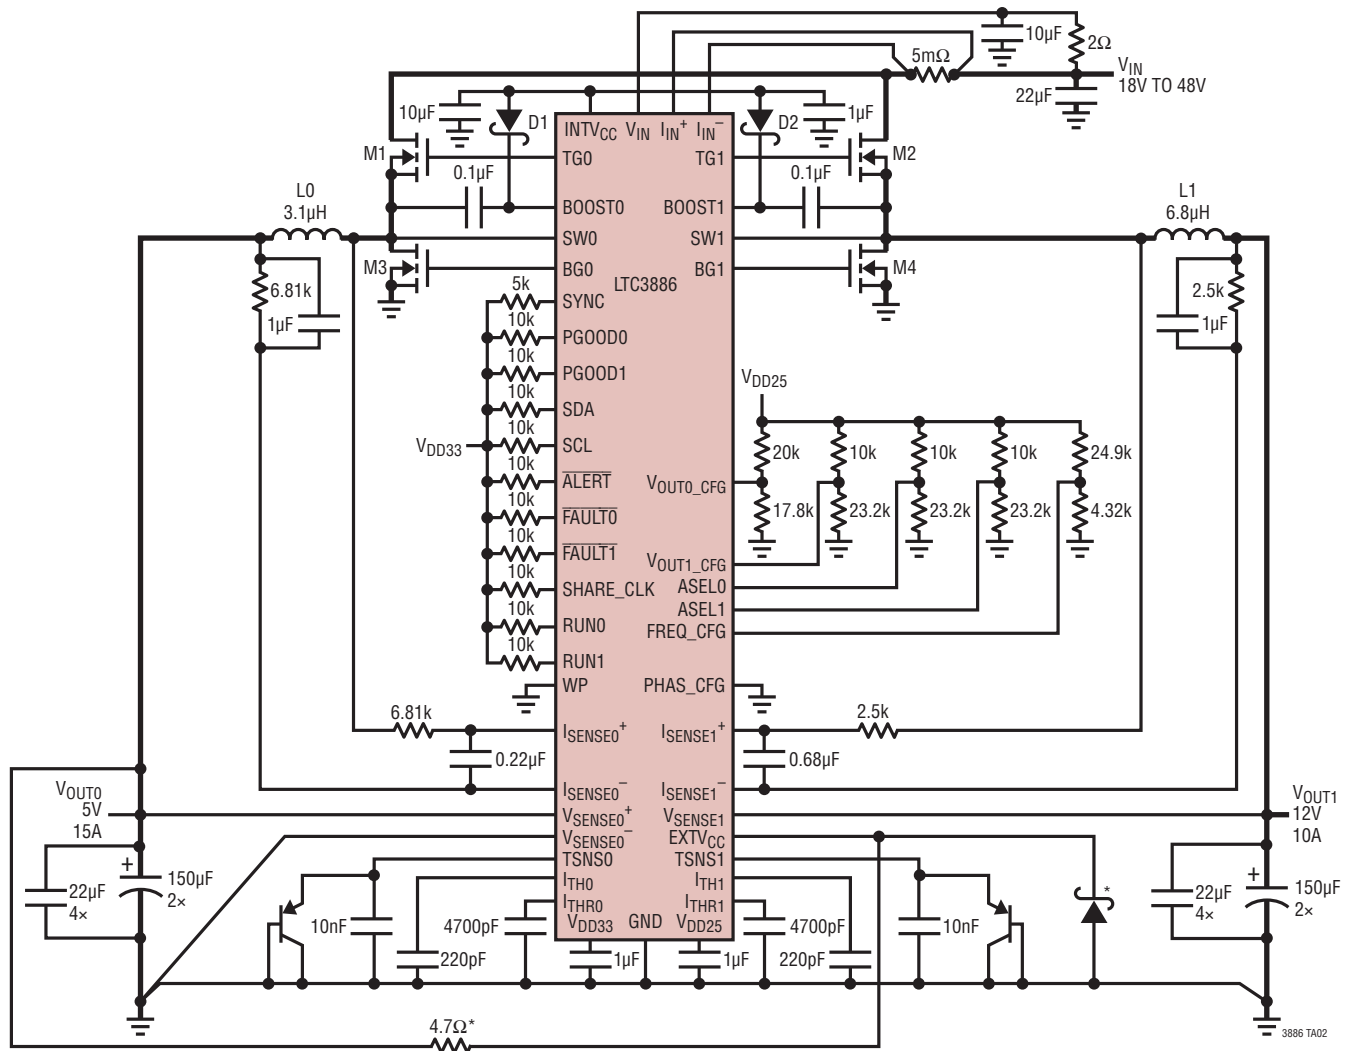 10µF
2Ω
5mΩ
VIN
18V TO 48V
22µF
10µF
D1
INTVCC
VIN
IIN+
IIN–
D2
1µF
M1
TG0
TG1
M2
0.1µF
0.1µF
L0
3.1µH
BOOST0
BOOST1
L1
6.8µH
SW0
SW1
M3
BG0
BG1
M4
LTC3886
6.81k
1µF
2.5k
1µF
5k
SYNC
10k
PGOOD0
10k
PGOOD1
10k
SDA
10k
VDD33
SCL
10k
ALERT
10k
FAULT0
10k
FAULT1
10k
SHARE_CLK
10k
RUN0
10k
RUN1
WP
VDD25
20k
10k
10k
10k
24.9k
VOUT0_CFG
17.8k
23.2k
23.2k
23.2k
4.32k
VOUT1_CFG
ASEL0
ASEL1
FREQ_CFG
PHAS_CFG
6.81k
ISENSE0+
ISENSE1+
2.5k
0.22µF
0.68µF
ISENSE0–
ISENSE1–
VOUT0
5V
15A
VSENSE0+
VSENSE1
VOUT1
12V
10A
VSENSE0–
EXTVCC
TSNS0
TSNS1
ITH0
ITH1
ITHR0
ITHR1
VDD33
GND
VDD25
+
150µF
2×
22µF
4×
10nF
220pF
4700pF
1µF
1µF
4700pF
220pF
10nF
*
22µF
4×
+
150µF
2×
4.7Ω*
3886 TA02